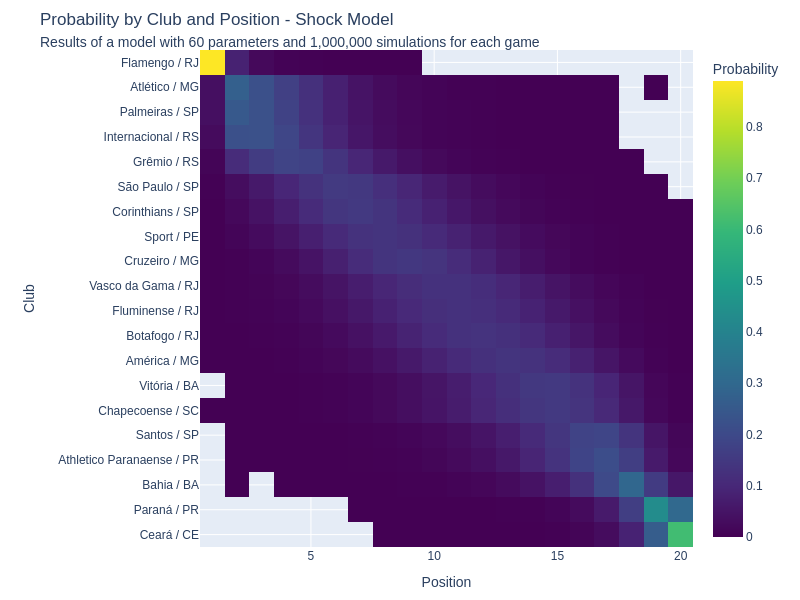 Probability by Club and Position - Shock Model
Results of a model with 60 parameters and 1,000,000 simulations for each game
Probability
Flamengo / RJ
Atlético / MG
Palmeiras / SP
Internacional / RS
Grêmio / RS
São Paulo / SP
Corinthians / SP
Sport / PE
Cruzeiro / MG
Vasco da Gama / RJ
Fluminense / RJ
Botafogo / RJ
América / MG
Vitória / BA
Chapecoense / SC
Santos / SP
Athletico Paranaense / PR
Bahia / BA
Paraná / PR
Ceará / CE
Club
5
10
15
20
Position
0.8
0.7
0.6
0.5
0.4
0.3
0.2
0.1
0